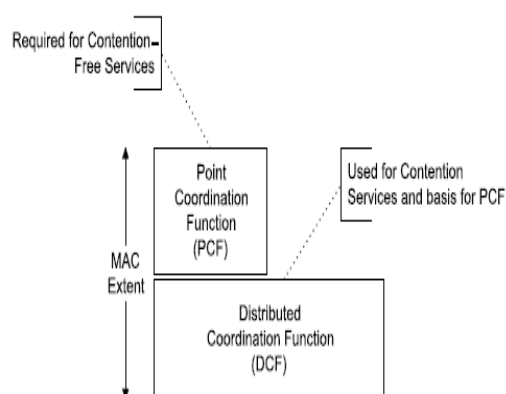 Required for Contention–
Free Services
Point
Coordination
Function
(PCF)
Used for Contention
Services and basis for PCF
MAC
Extent
Distributed
Coordination Function
(DCF)